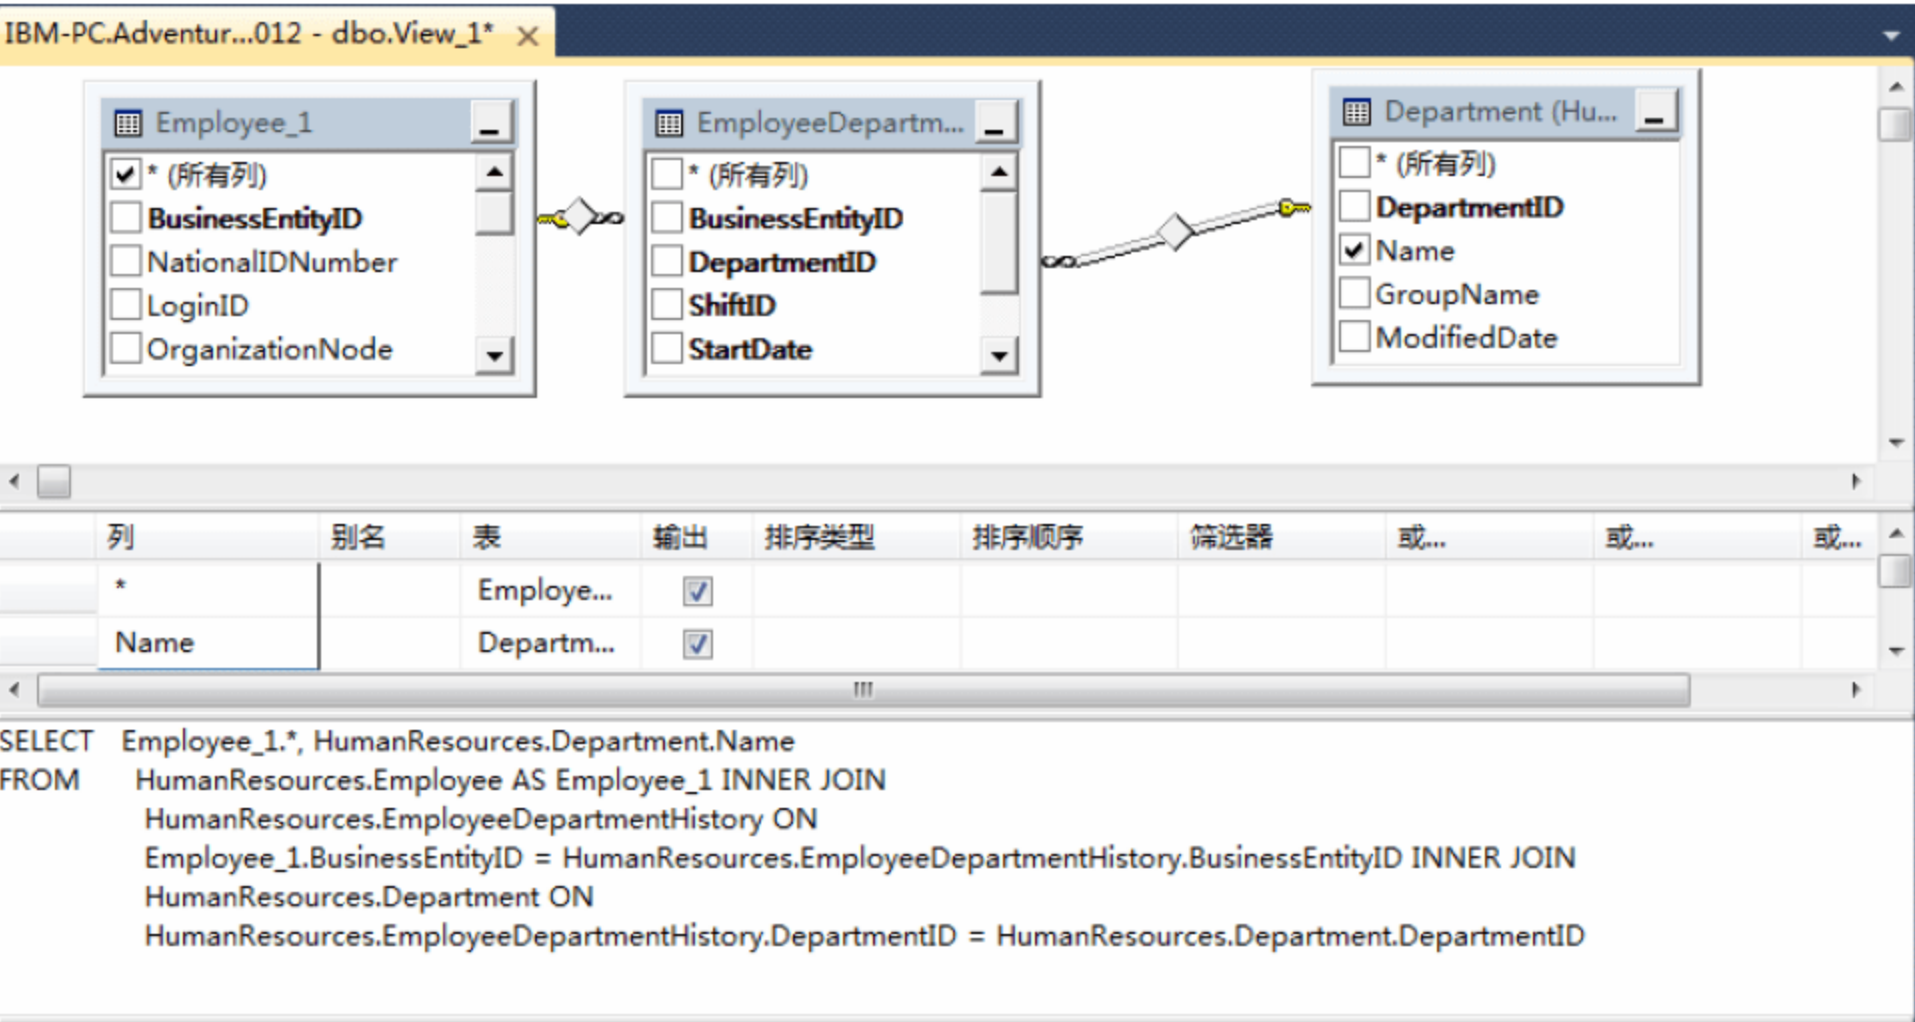 IBM-PC.Adventur...012 - dbo.View_1*
Employee_1
* (所有列)
BusinessEntityID
NationalIDNumber
LoginID
OrganizationNode
EmployeeDepartm...
* (所有列)
BusinessEntityID
DepartmentID
ShiftID
StartDate
Department (Hu...
* (所有列)
DepartmentID
Name
GroupName
ModifiedDate
列 别名 表 输出 排序类型 排序顺序 筛选器 或... 或... 或...
* Employe...
Name Departm...
SELECT Employee_1.*, HumanResources.Department.Name
FROM HumanResources.Employee AS Employee_1 INNER JOIN
HumanResources.EmployeeDepartmentHistory ON
Employee_1.BusinessEntityID = HumanResources.EmployeeDepartmentHistory.BusinessEntityID INNER JOIN
HumanResources.Department ON
HumanResources.EmployeeDepartmentHistory.DepartmentID = HumanResources.Department.DepartmentID